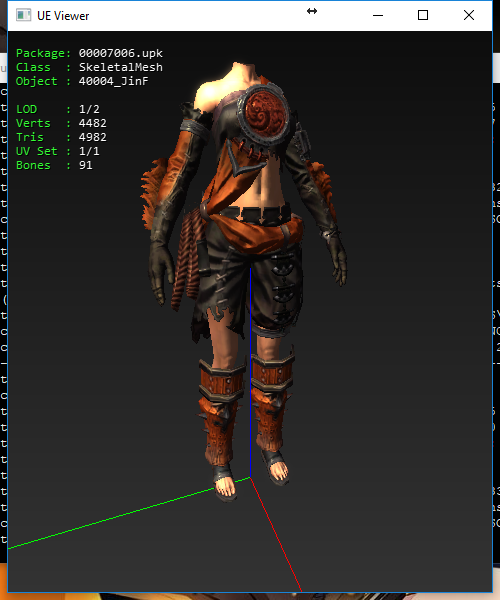 UE Viewer
Package: 00007006.upk
Class : SkeletalMesh
Object : 40004_JinF
LOD : 1/2
Verts : 4482
Tris : 4982
UV Set : 1/1
Bones : 91